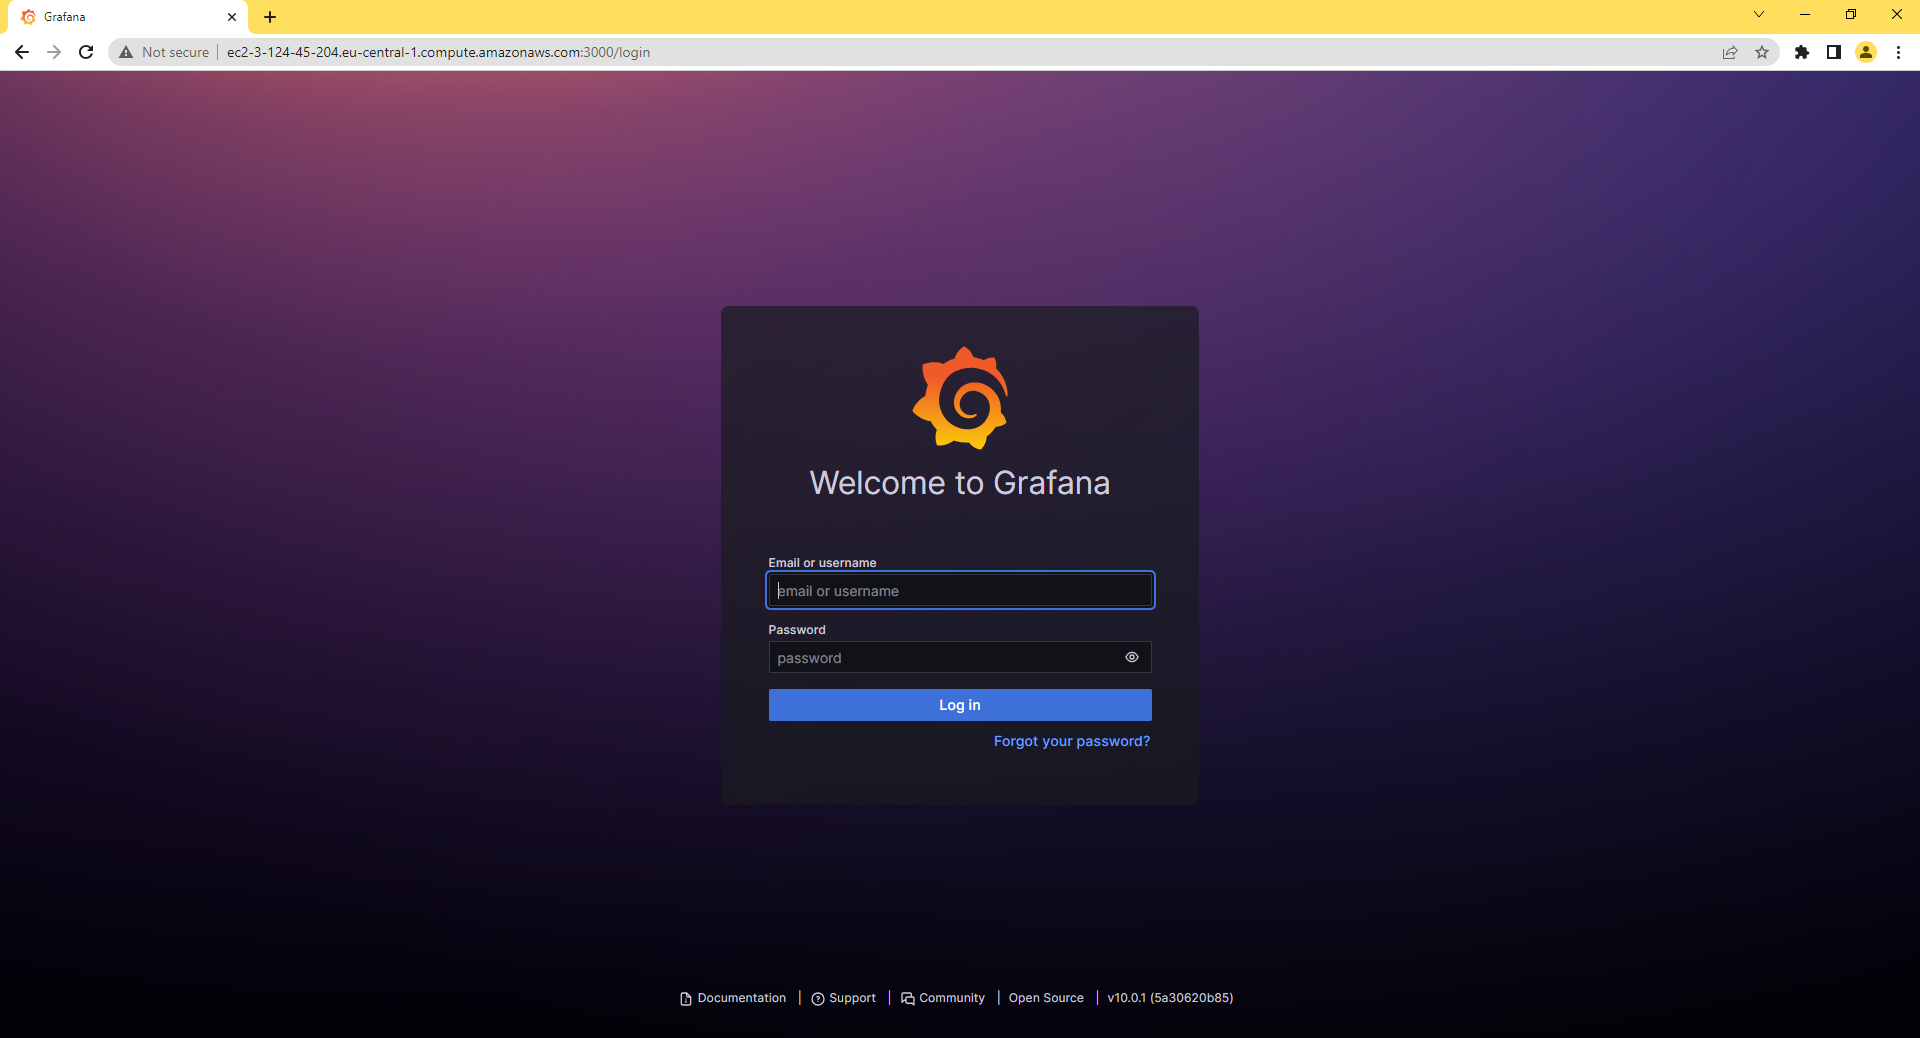 Grafana
Not secure
ec2-3-124-45-204.eu-central-1.compute.amazonaws.com:3000/login
Welcome to Grafana
Email or username
email or username
Password
password
Log in
Forgot your password?
Documentation | Support | Community | Open Source | v10.0.1 (5a30620b85)